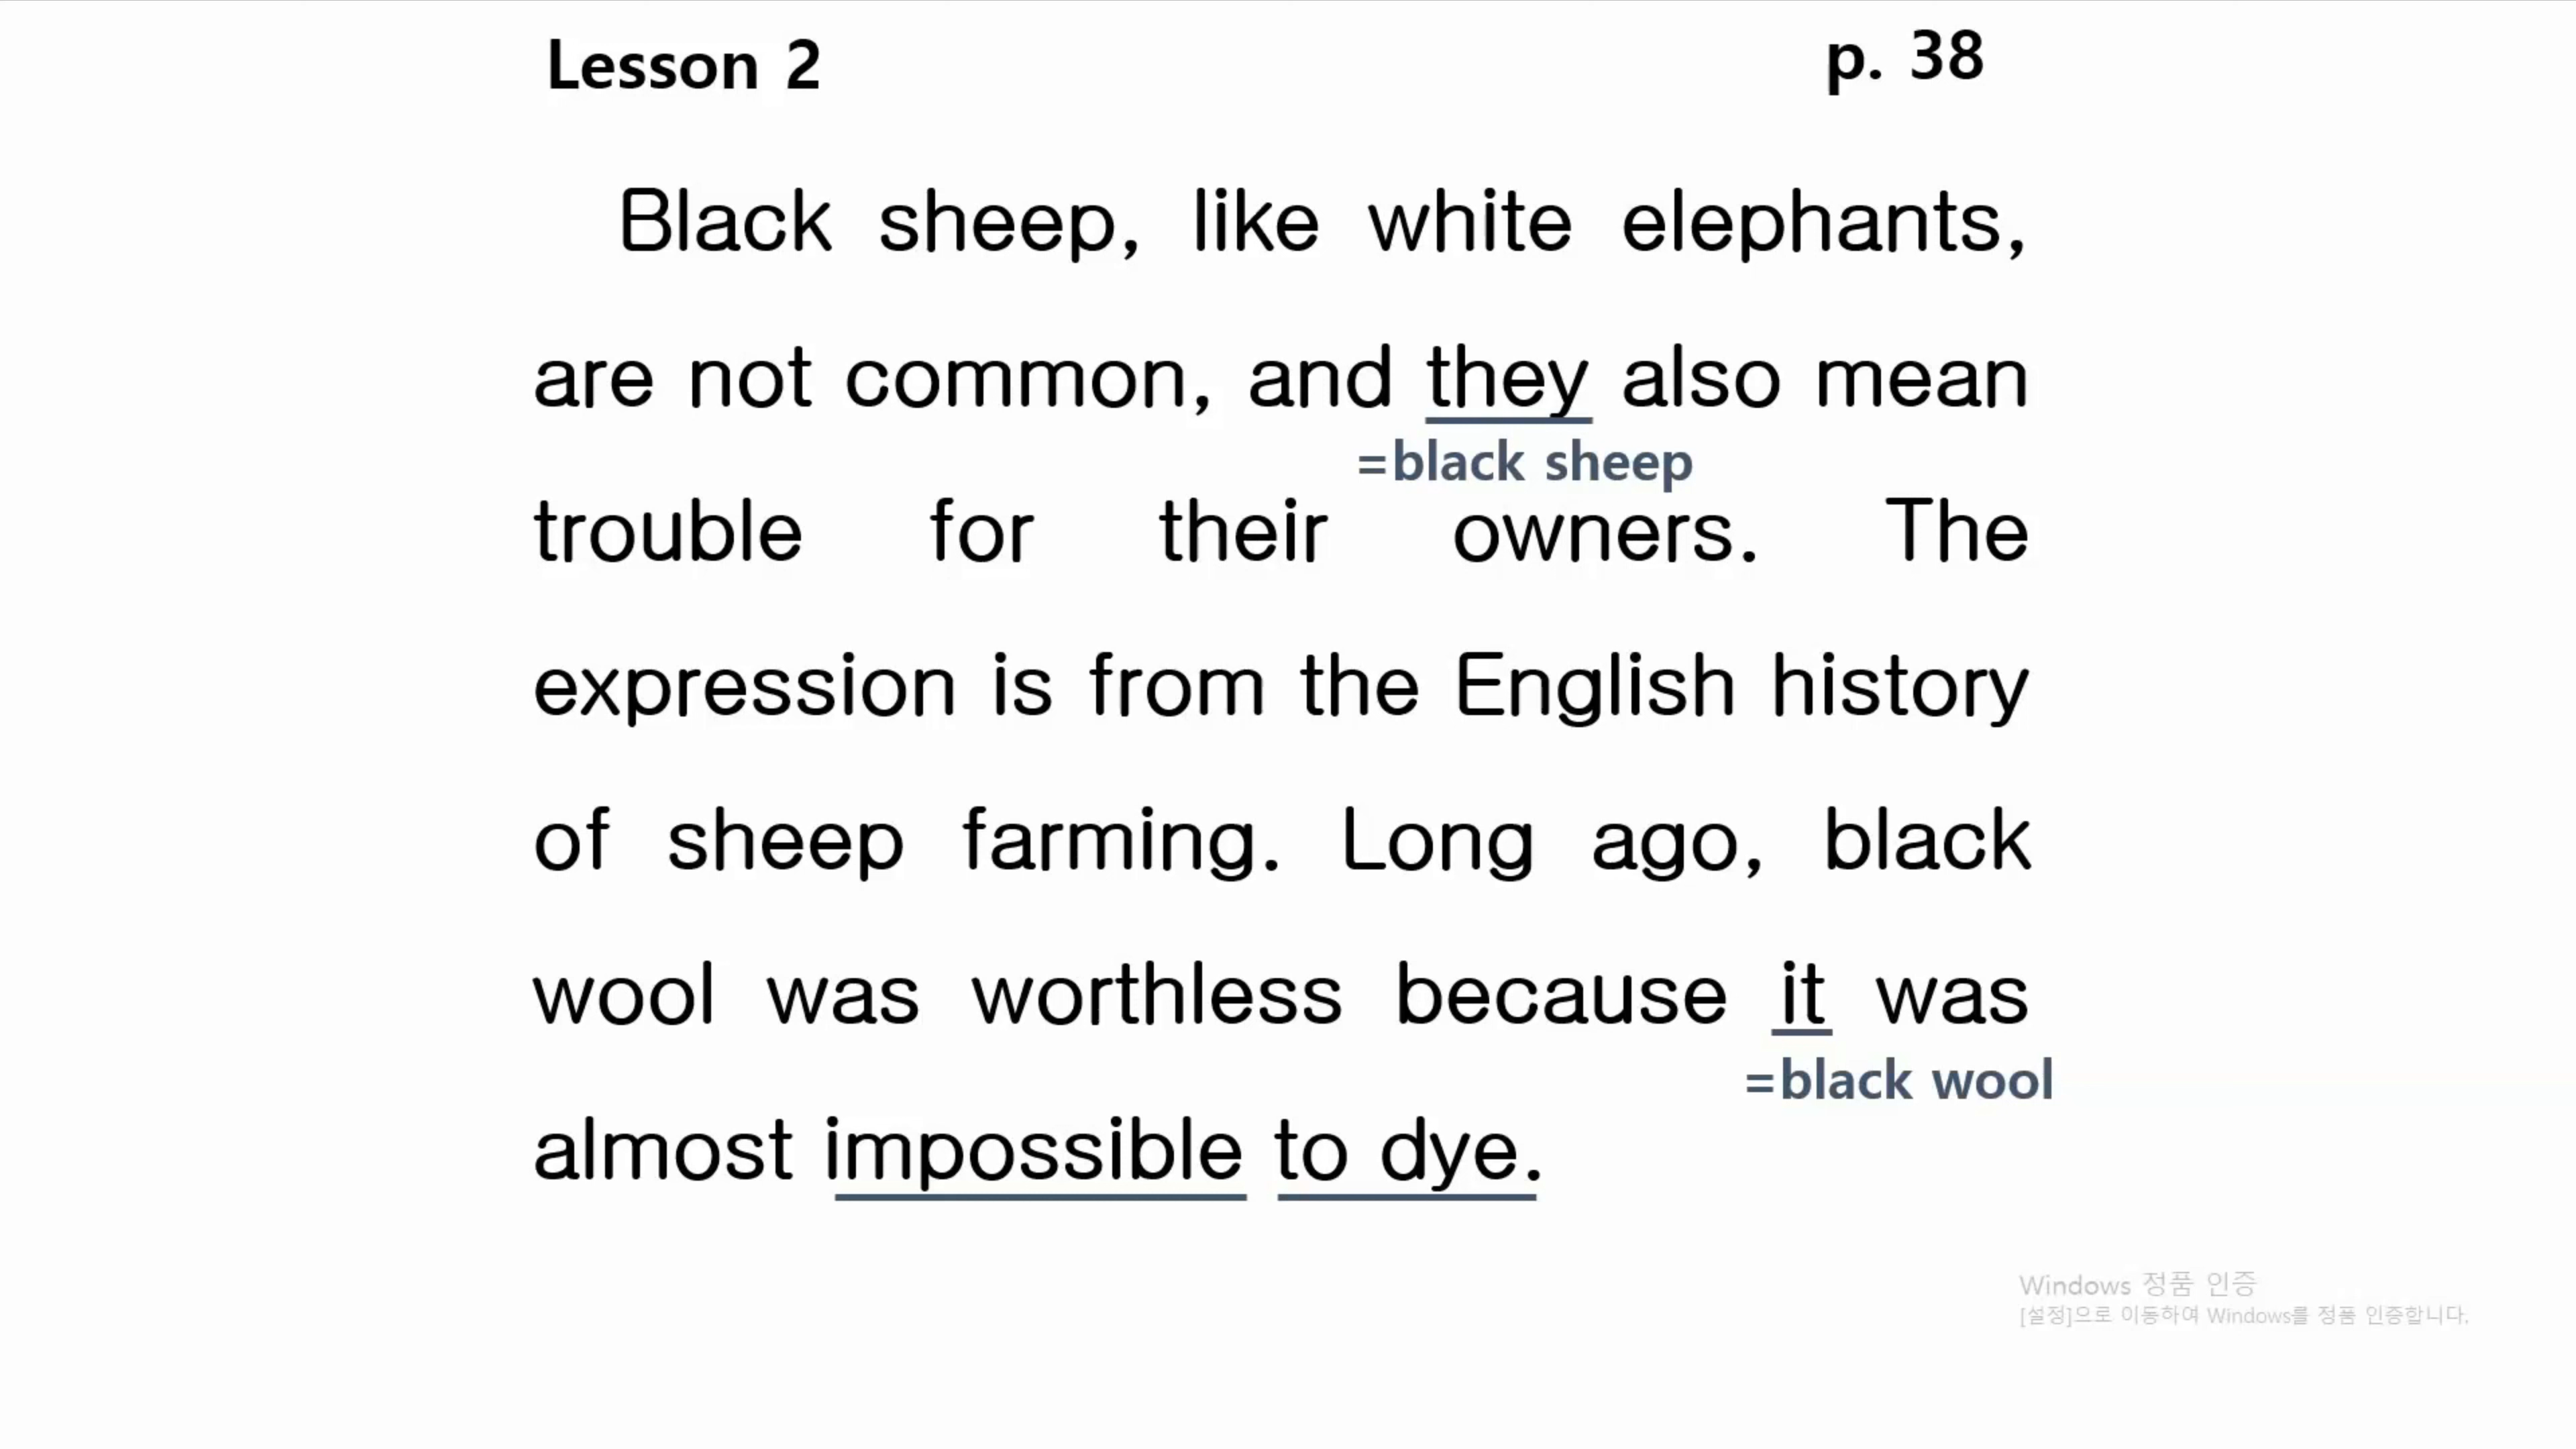 Lesson 2
p. 38
Black sheep, like white elephants,
are not common, and they also mean
=black sheep
trouble for their owners. The
expression is from the English history
of sheep farming. Long ago, black
wool was worthless because it was
=black wool
almost impossible to dye.
Windows 정품 인증
[설정]으로 이동하여 Windows를 정품 인증합니다.